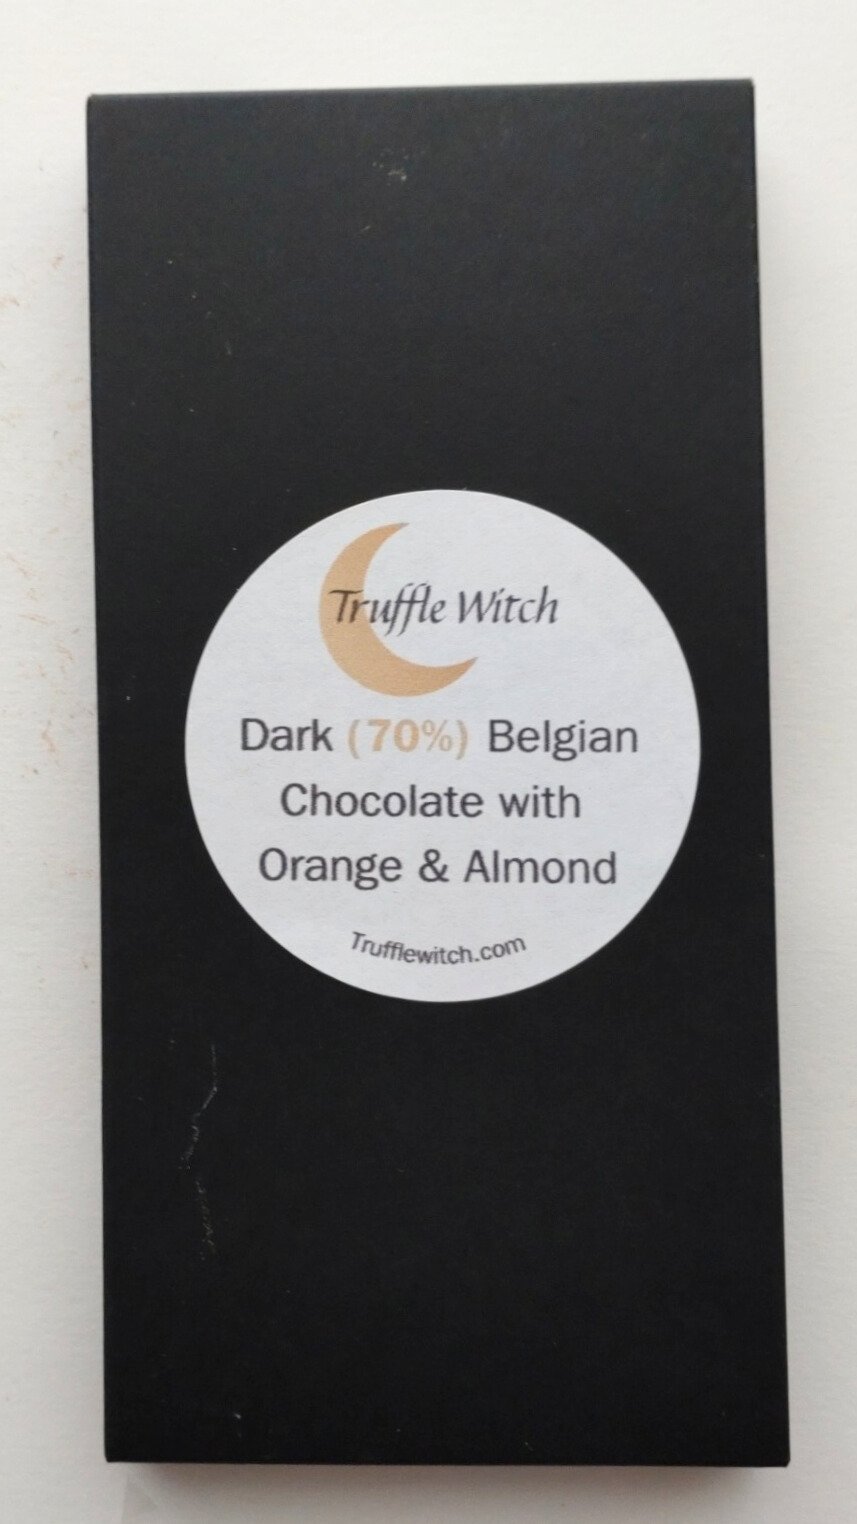 Truffle Witch
Dark (70%) Belgian
Chocolate with
Orange & Almond
Trufflewitch.com